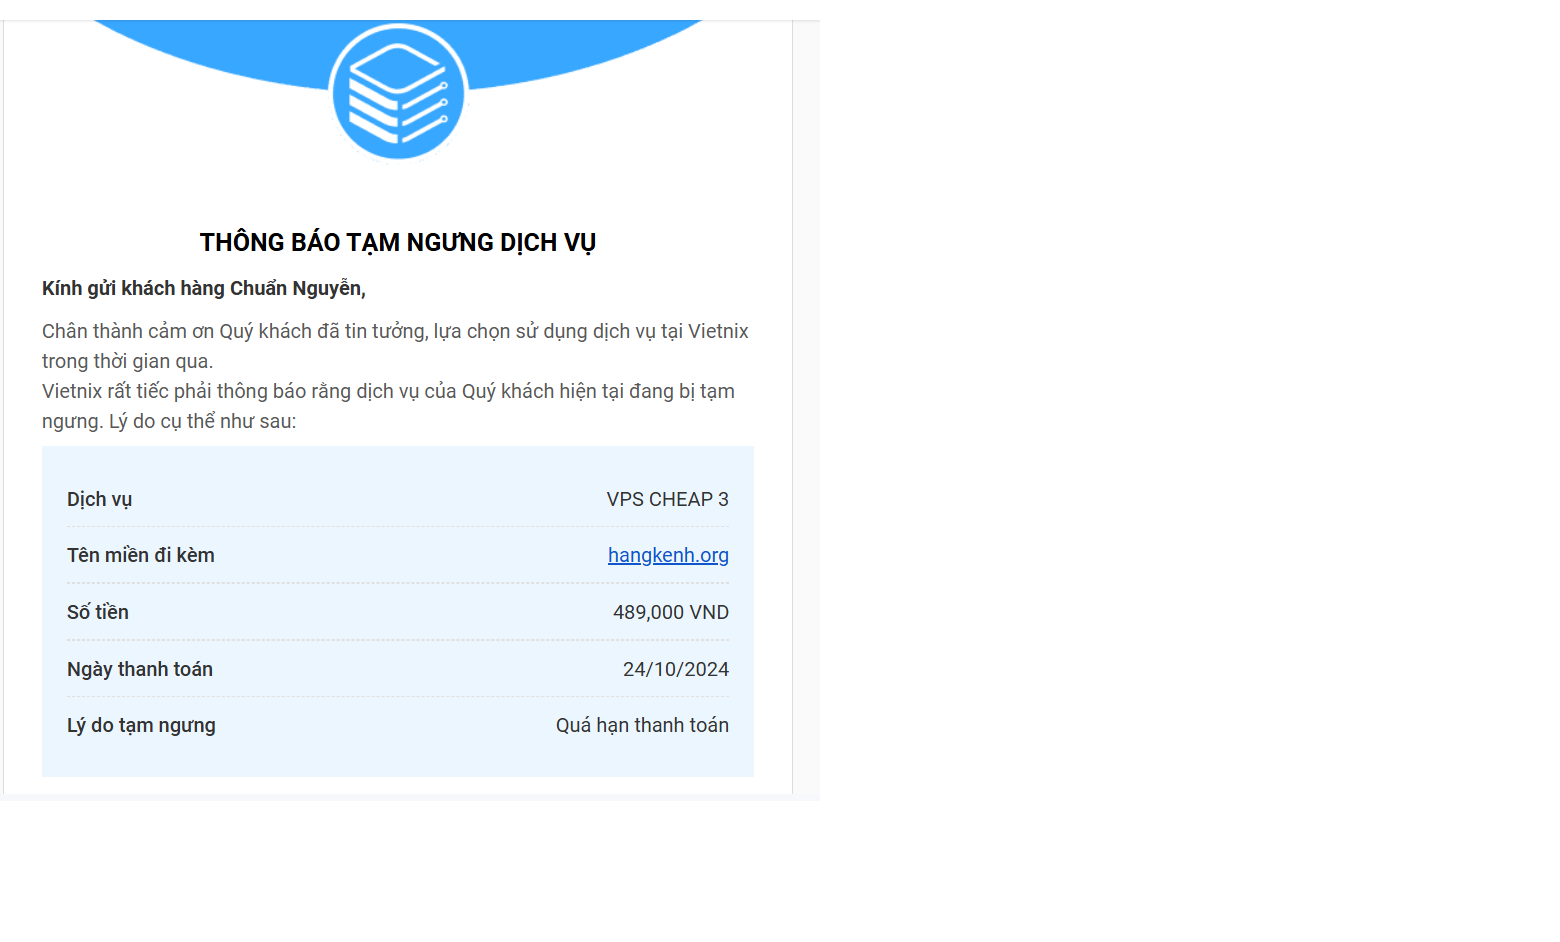 THÔNG BÁO TẠM NGƯNG DỊCH VỤ
Kính gửi khách hàng Chuẩn Nguyễn,
Chân thành cảm ơn Quý khách đã tin tưởng, lựa chọn sử dụng dịch vụ tại Vietnix
trong thời gian qua.
Vietnix rất tiếc phải thông báo rằng dịch vụ của Quý khách hiện tại đang bị tạm
ngưng. Lý do cụ thể như sau:
Dịch vụ VPS CHEAP 3
Tên miền đi kèm hangkenh.org
Số tiền 489,000 VND
Ngày thanh toán 24/10/2024
Lý do tạm ngưng Quá hạn thanh toán